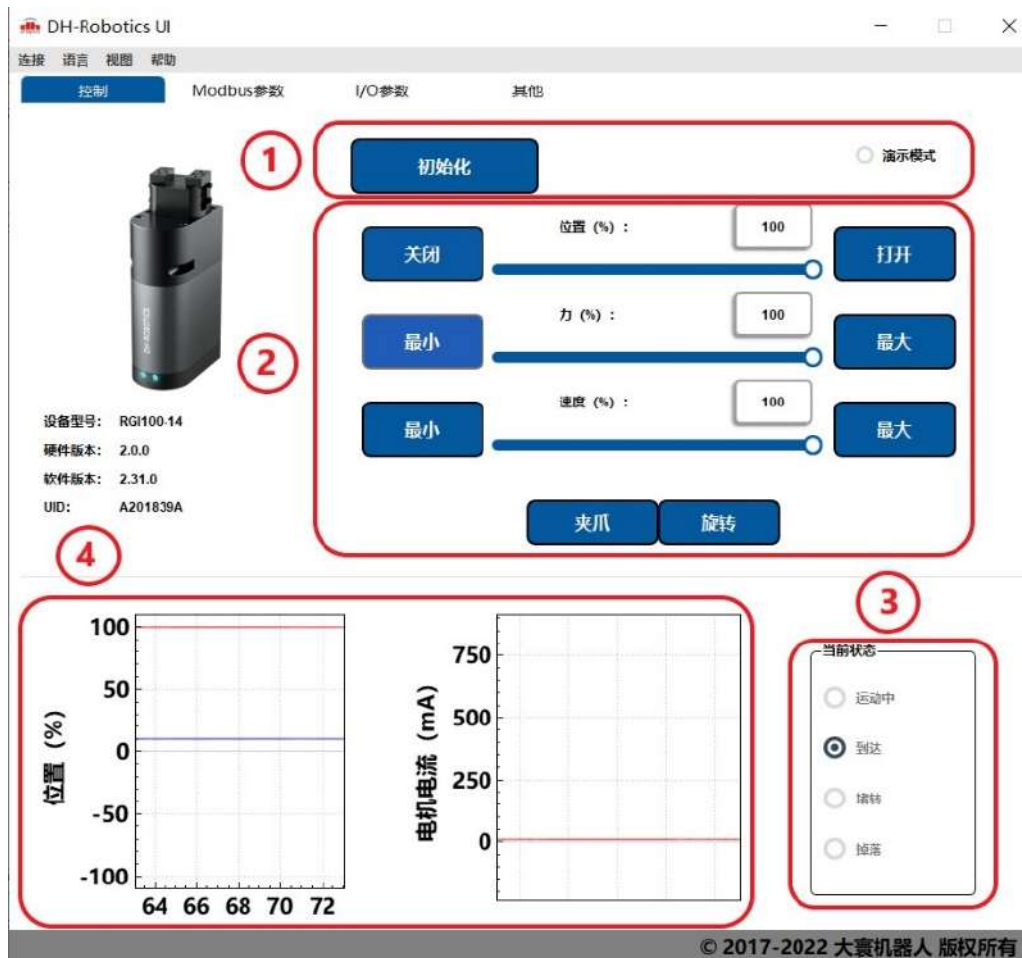 DH-Robotics UI
连接 语言 视图 帮助
控制 Modbus参数 I/O参数 其他
1
初始化 演示模式
2
位置 (%) : 100
关闭 打开
力 (%) : 100
最小 最大
速度 (%) : 100
最小 最大
夹爪 旋转
DH-ROBOTICS
设备型号: RGI100-14
硬件版本: 2.0.0
软件版本: 2.31.0
UID: A201839A
4
位置 (%)
100
50
0
-50
-100
64 66 68 70 72
电机电流 (mA)
750
500
250
0
3
当前状态
运动中
到达
堵转
掉落
© 2017-2022 大寰机器人 版权所有